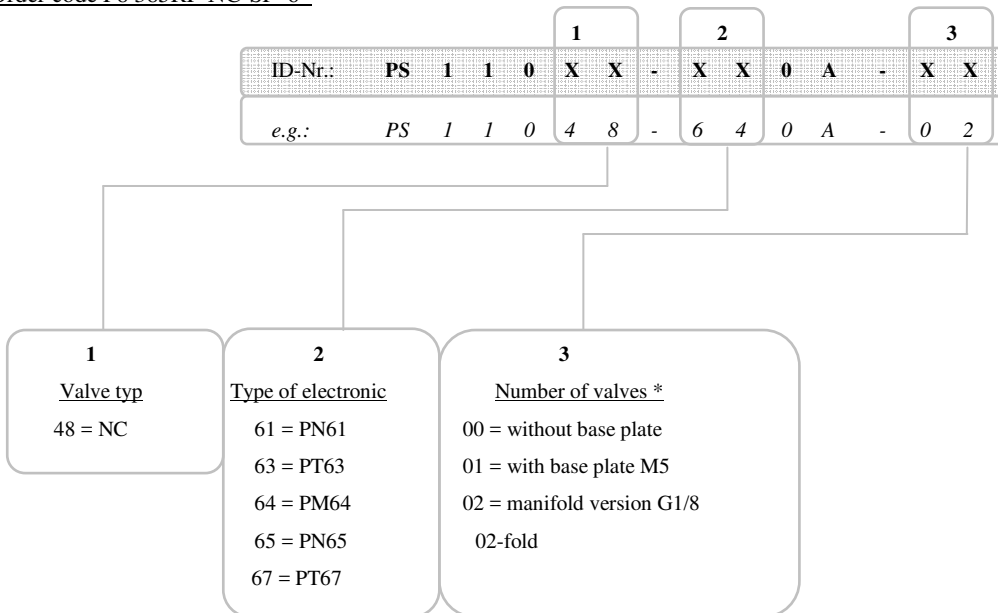 1 2 3
ID-Nr.: PS 1 1 0 X X - X X 0 A - X X
e.g.: PS 1 1 0 4 8 - 6 4 0 A - 0 2
1
Valve typ
48 = NC
2
Type of electronic
61 = PN61
63 = PT63
64 = PM64
65 = PN65
67 = PT67
3
Number of valves *
00 = without base plate
01 = with base plate M5
02 = manifold version G1/8
02-fold